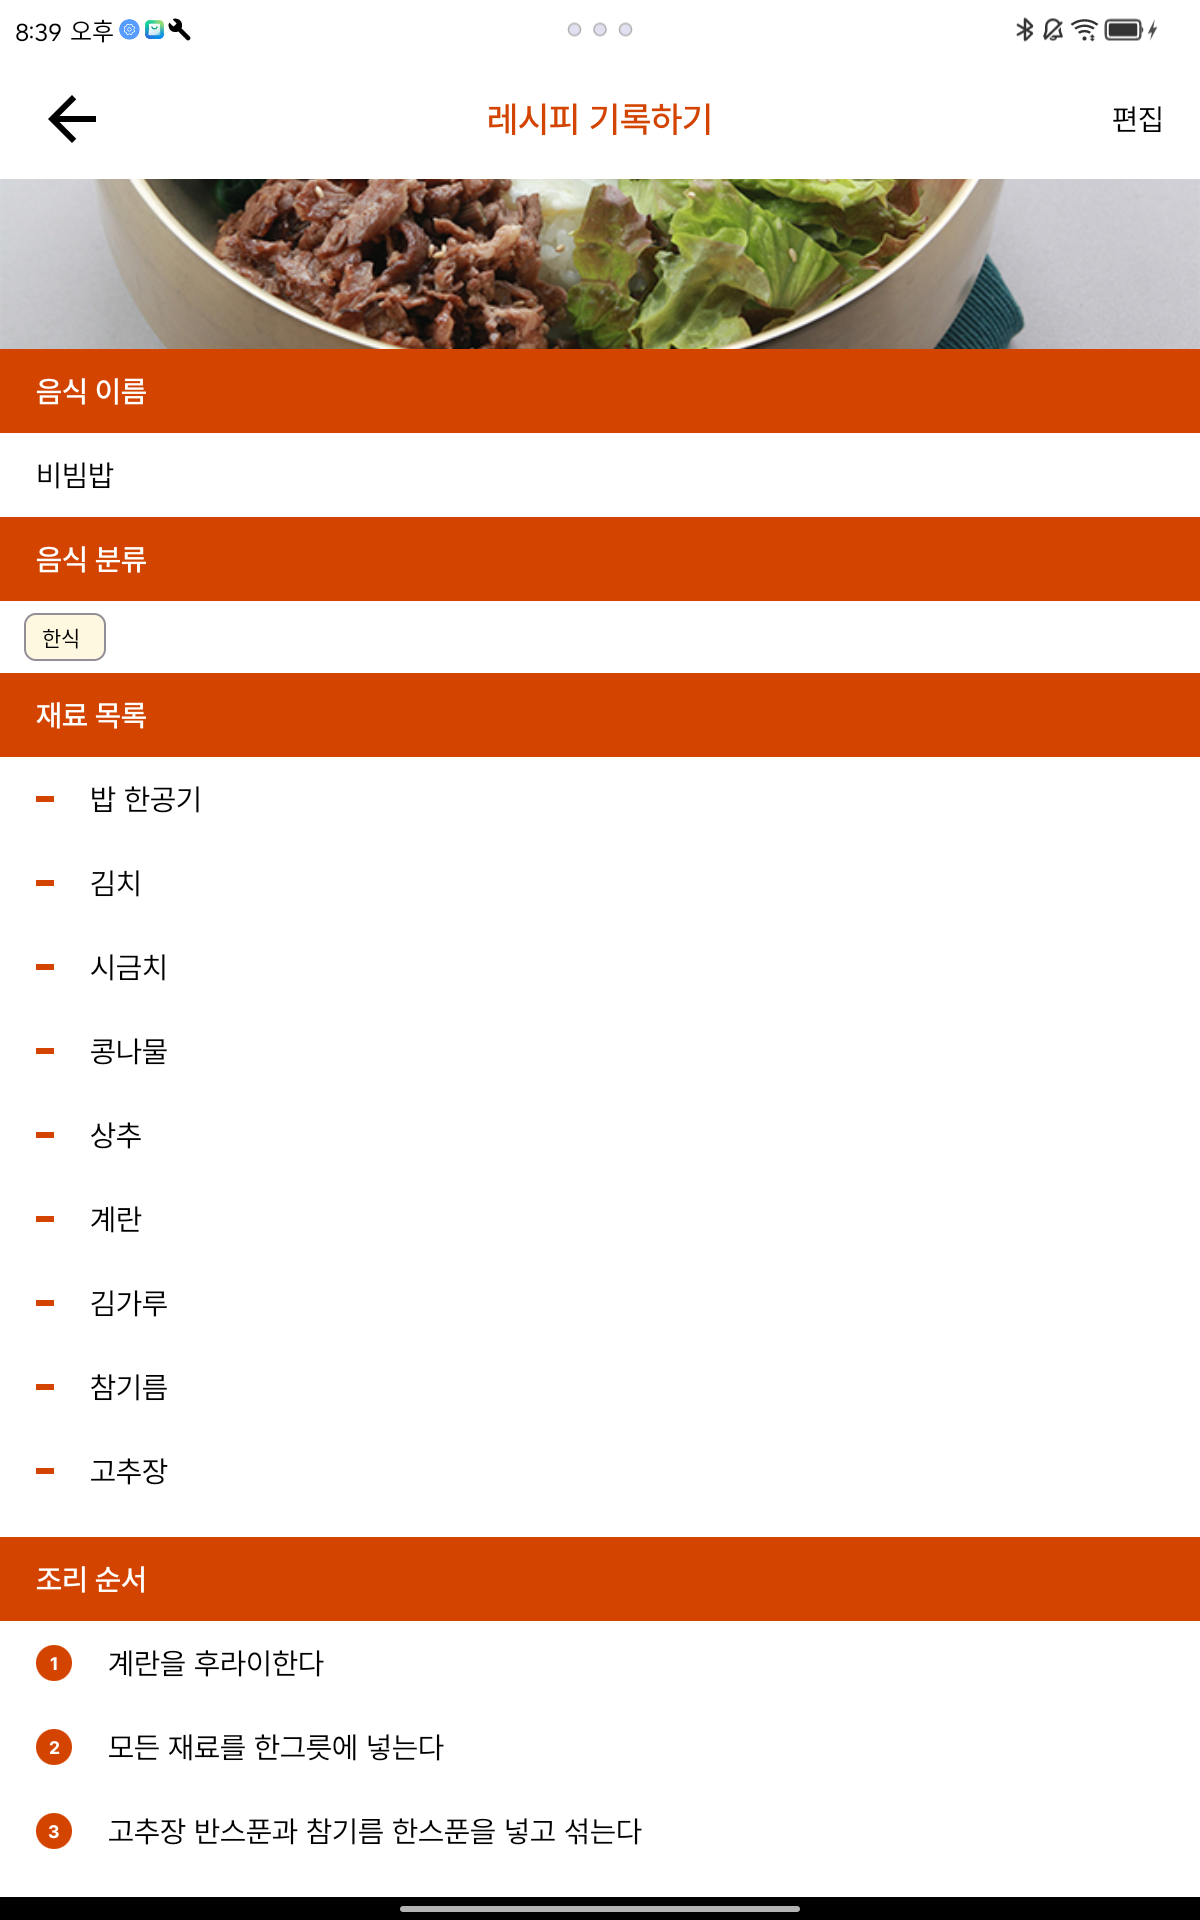 8:39 오후
레시피 기록하기
편집
음식 이름
비빔밥
음식 분류
한식
재료 목록
밥 한공기
김치
시금치
콩나물
상추
계란
김가루
참기름
고추장
조리 순서
1 계란을 후라이한다
2 모든 재료를 한그릇에 넣는다
3 고추장 반스푼과 참기름 한스푼을 넣고 섞는다